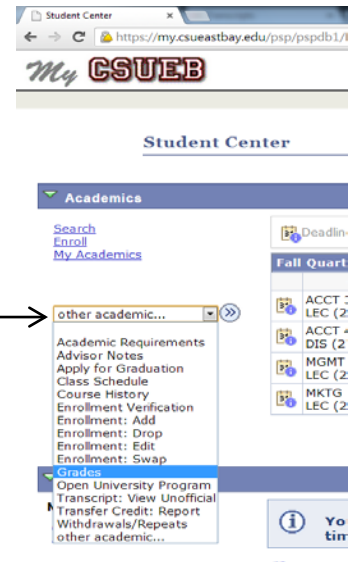 Student Center
https://my.csueastbay.edu/psp/pspdb1/
My CSUEB
Student Center
Academics
Search
Enroll
My Academics
Deadlin
Fall Quart
other academic...
ACCT
LEC (2
ACCT 4
DIS (2
MGMT
LEC (2
MKTG
LEC (2
Academic Requirements
Advisor Notes
Apply for Graduation
Class Schedule
Course History
Enrollment Verification
Enrollment: Add
Enrollment: Drop
Enrollment: Edit
Enrollment: Swap
Grades
Open University Program
Transcript: View Unofficial
Transfer Credit: Report
Withdrawals/Repeats
other academic...
Yo
tim